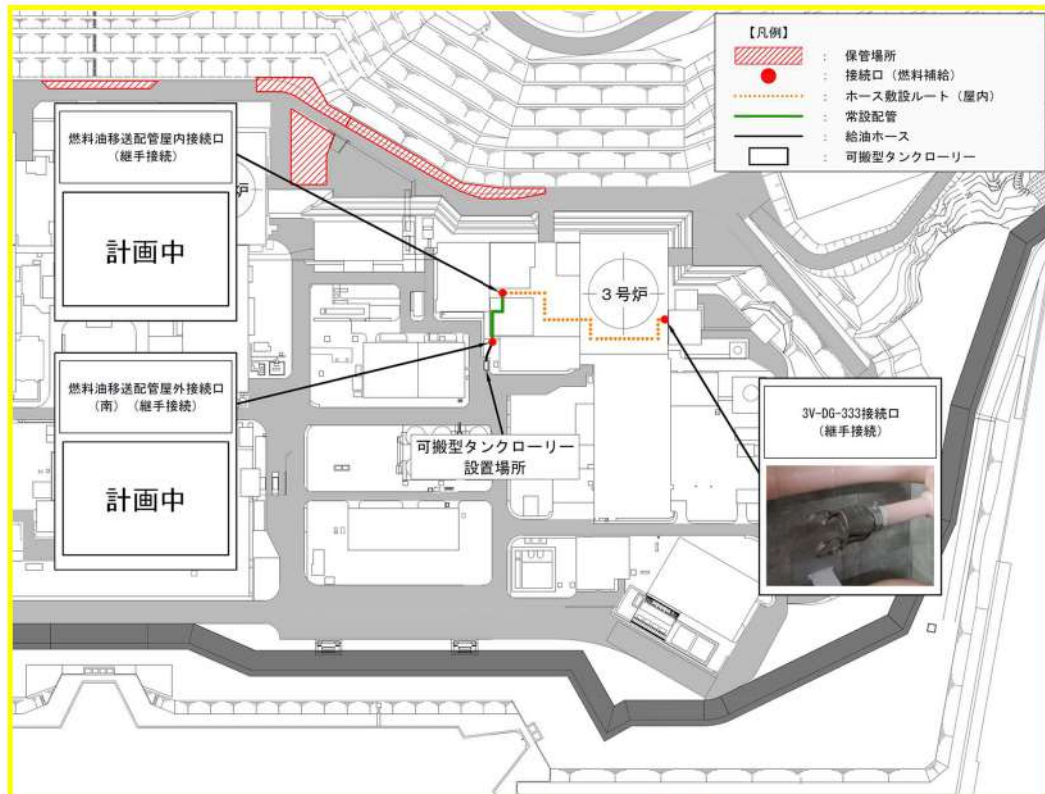 【凡例】
： 保管場所
： 接続口（燃料補給）
： ホース敷設ルート（屋内）
： 常設配管
： 給油ホース
： 可搬型タンクローリー
燃料油移送配管屋内接続口
（継手接続）
計画中
炉
３号炉
燃料油移送配管屋外接続口
（南）（継手接続）
計画中
可搬型タンクローリー
設置場所
3V-DG-333接続口
（継手接続）